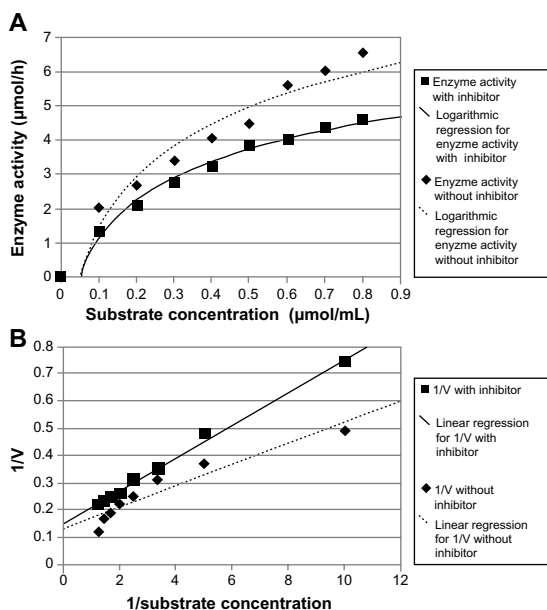 A
Enzyme activity (μmol/h)
7
6
5
4
3
2
1
0
0
0.1
0.2
0.3
0.4
0.5
0.6
0.7
0.8
0.9
Substrate concentration (μmol/mL)
Enzyme activity
with inhibitor
Logarithmic
regression for
enyzme activity
with inhibitor
Enzyme activity
without inhibitor
Logarithmic
regression for
enyzme activity
without inhibitor
B
1/V
0.8
0.7
0.6
0.5
0.4
0.3
0.2
0.1
0
0
2
4
6
8
10
12
1/substrate concentration
1/V with inhibitor
Linear regression
for 1/V with
inhibitor
1/V without
inhibitor
Linear regression
for 1/V without
inhibitor